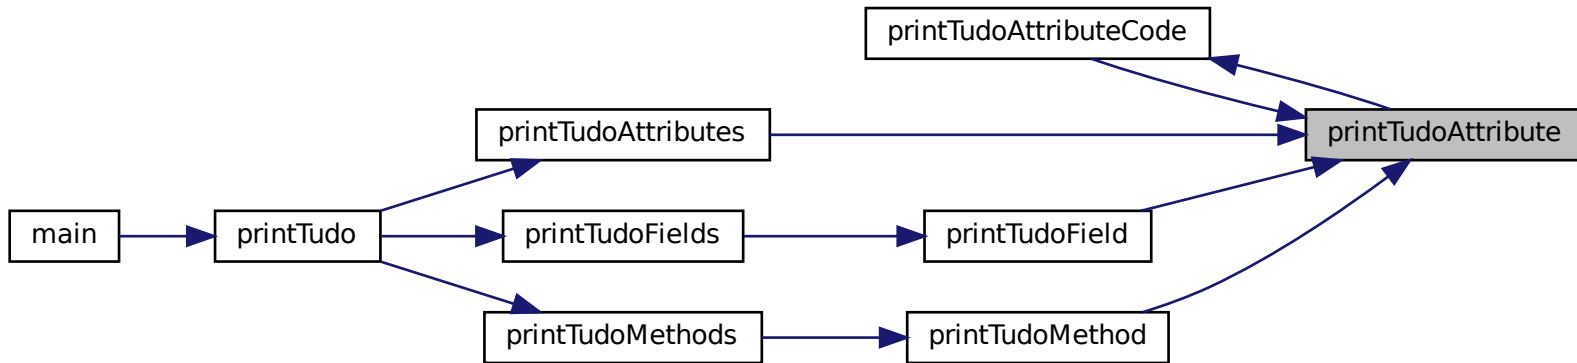 printTudoAttributeCode
printTudoAttributes
printTudoAttribute
main
printTudo
printTudoFields
printTudoField
printTudoMethods
printTudoMethod